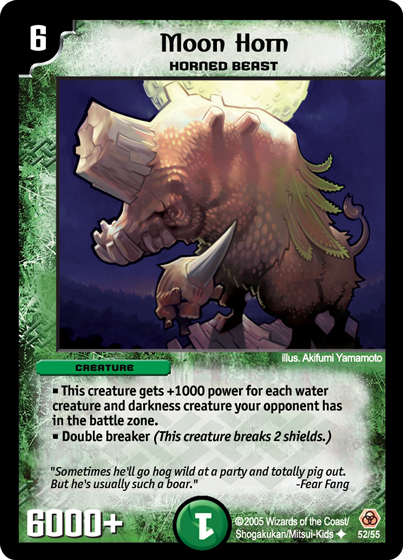 6
Moon Horn
HORNED BEAST
illus. Akifumi Yamamoto
CREATURE
▪ This creature gets +1000 power for each water
creature and darkness creature your opponent has
in the battle zone.
▪ Double breaker (This creature breaks 2 shields.)
"Sometimes he'll go hog wild at a party and totally pig out.
But he's usually such a boar." -Fear Fang
6000+
©2005 Wizards of the Coast/
Shogakukan/Mitsui-Kids ✦ 52/55